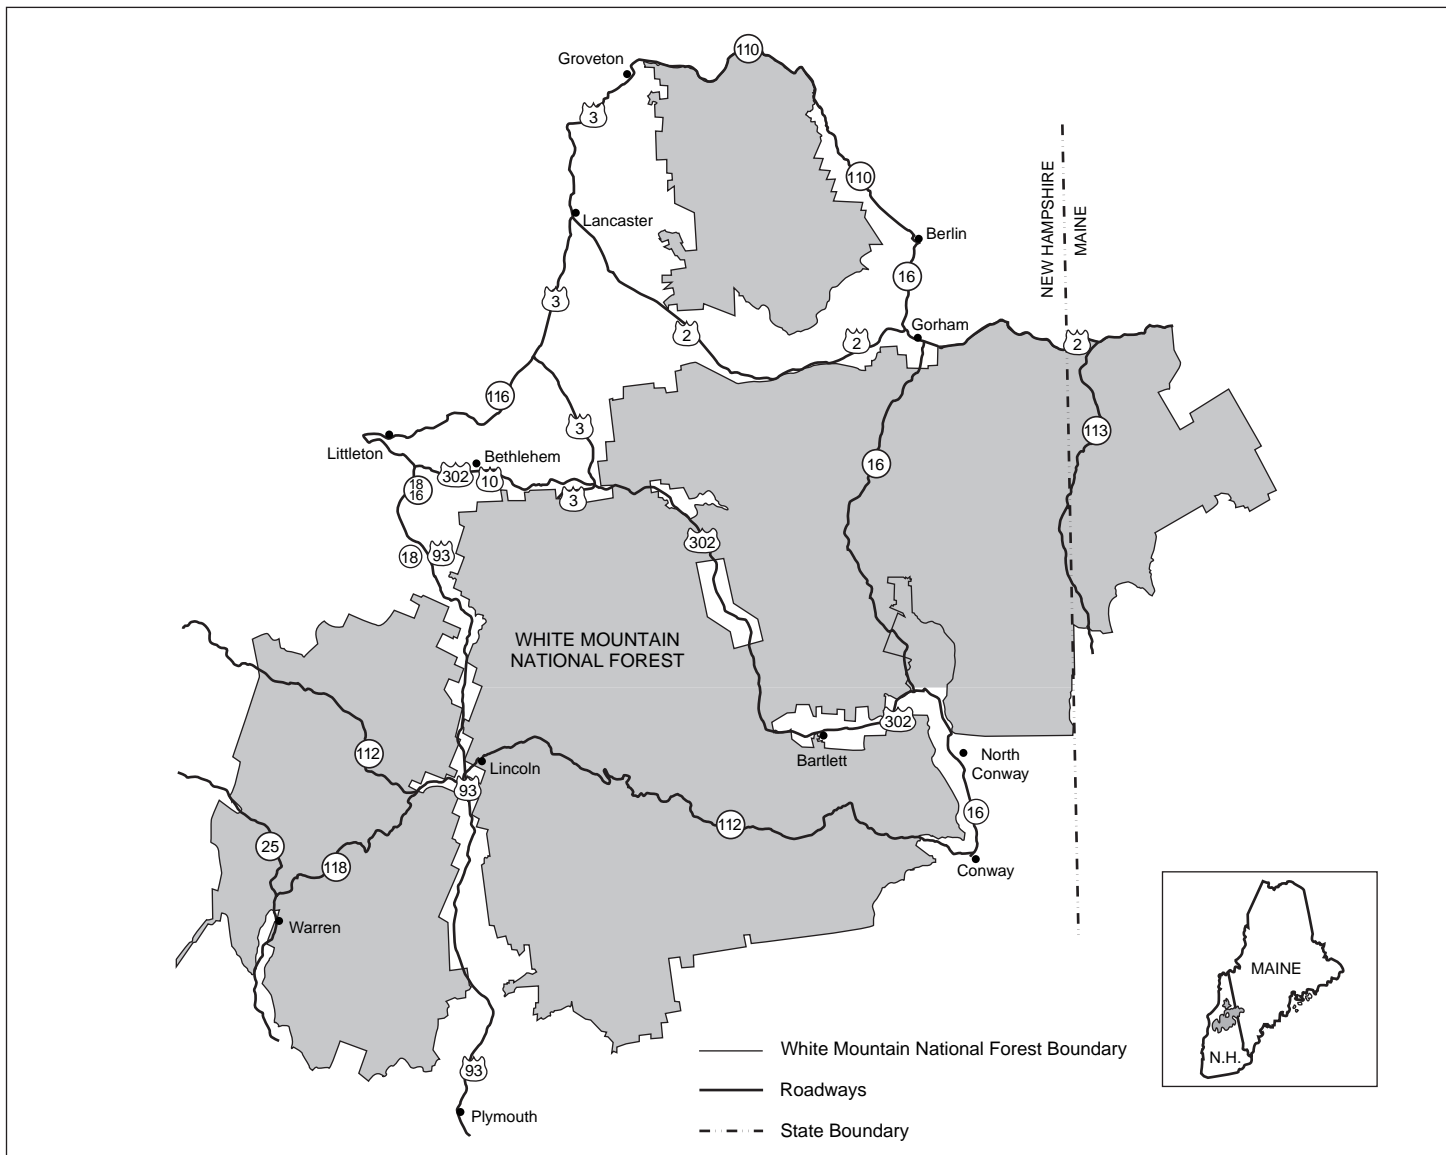 110
Groveton
3
110
NEW HAMPSHIRE
MAINE
Lancaster
Berlin
16
3
Gorham
2
2
2
116
3
113
Littleton
Bethlehem
16
302
10
18
16
3
302
18
93
WHITE MOUNTAIN
NATIONAL FOREST
302
112
Lincoln
Bartlett
North
Conway
93
16
112
25
118
Conway
Warren
MAINE
N.H.
White Mountain National Forest Boundary
93
Roadways
Plymouth
State Boundary